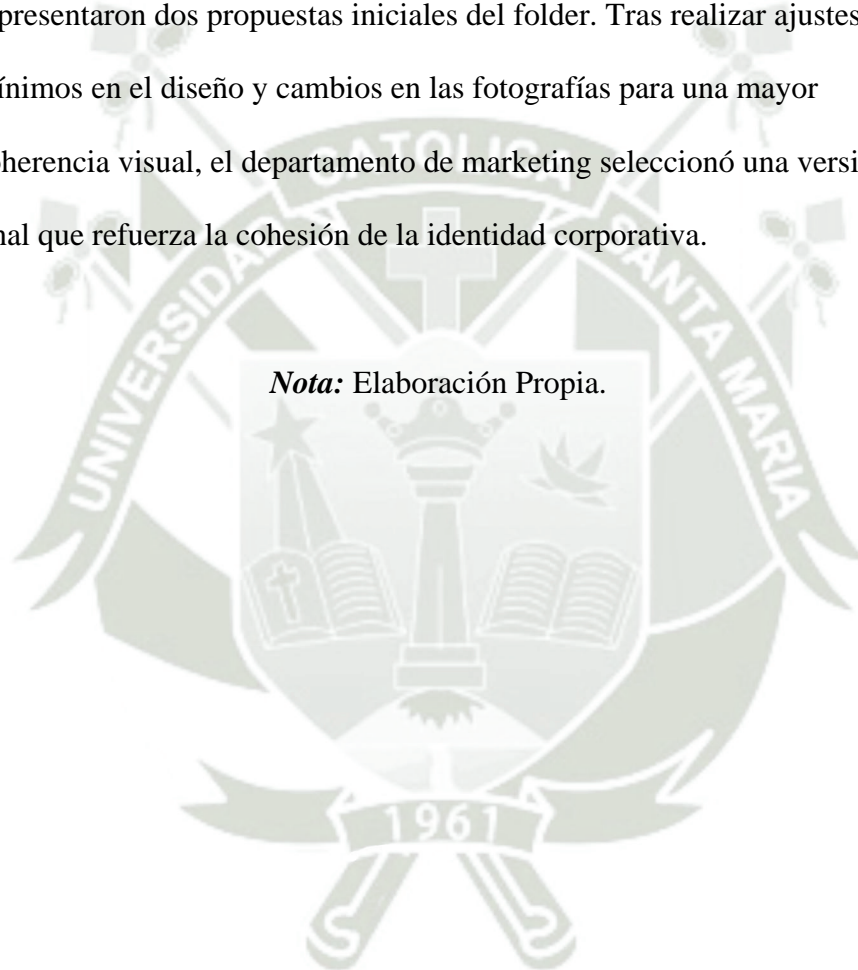 presentaron dos propuestas iniciales del folder. Tras realizar ajustes
ínimos en el diseño y cambios en las fotografías para una mayor
herencia visual, el departamento de marketing seleccionó una versi
nal que refuerza la cohesión de la identidad corporativa.
Nota: Elaboración Propia.
UNIVERSIDAD CATOLICA SANTA MARIA
1961